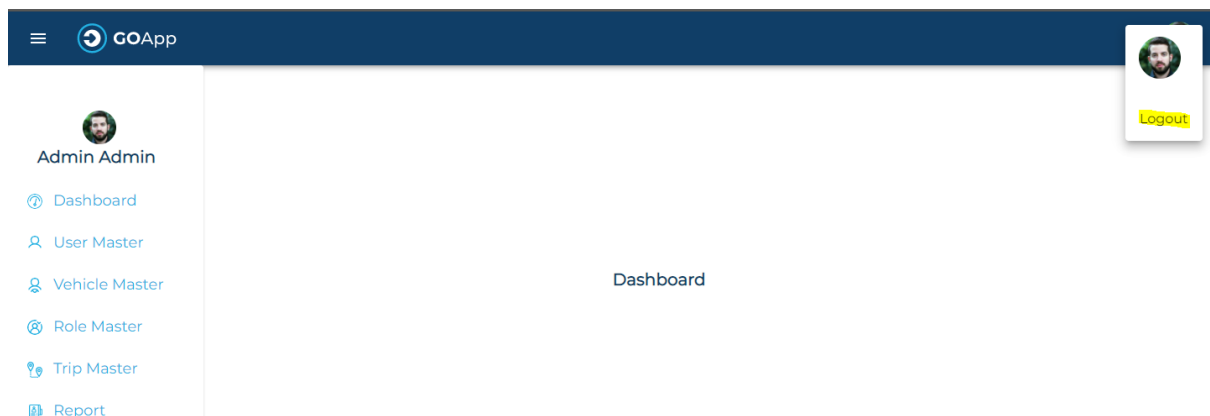 GOApp
Logout
Admin Admin
Dashboard
User Master
Vehicle Master
Role Master
Trip Master
Report
Dashboard